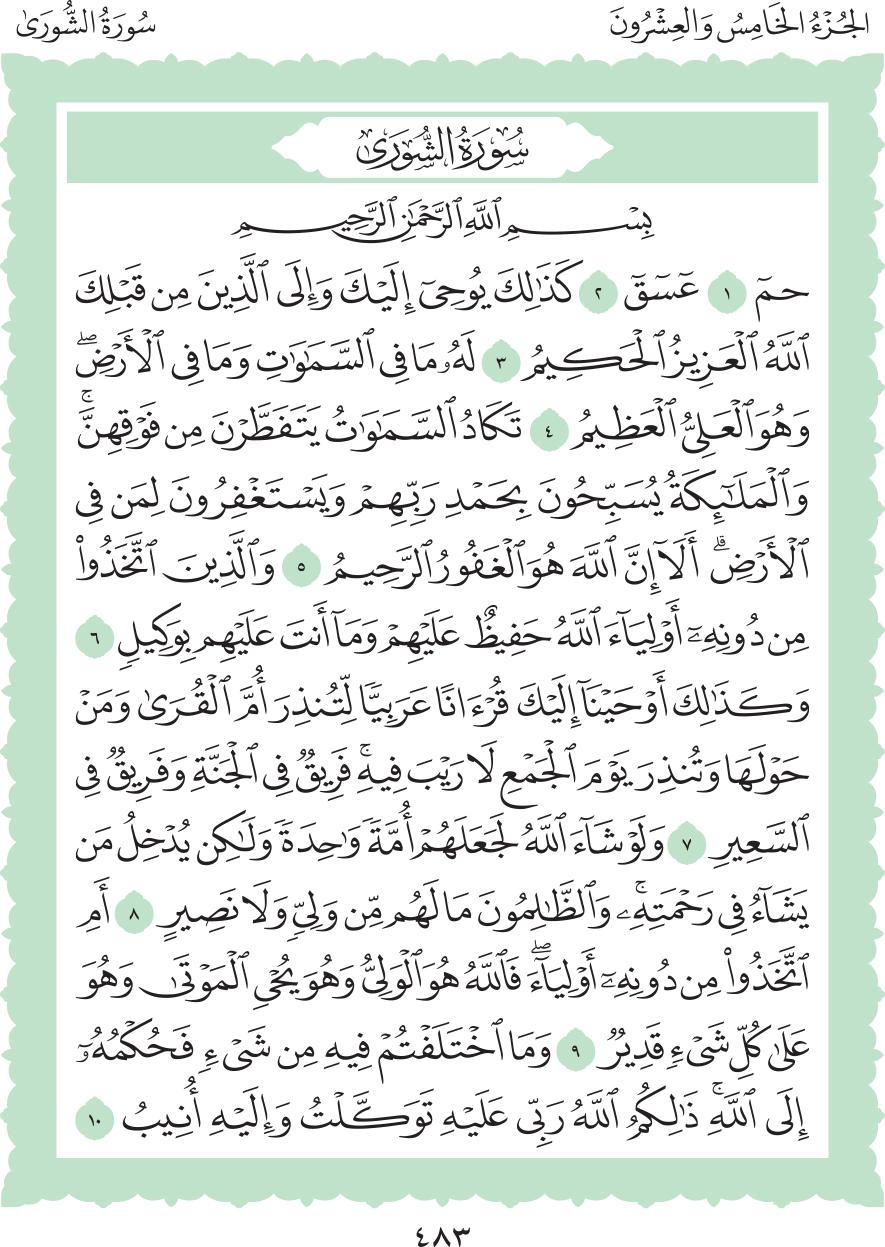 الجُزْءُ الخَامِسُ وَالعِشْرُونَ
سُورَةُ الشُّورَىٰ
سُورَةُ الشُّورَىٰ
بِسْمِ ٱللَّهِ ٱلرَّحْمَٰنِ ٱلرَّحِيمِ
حمٓ ١ عٓسٓقٓ ٢ كَذَٰلِكَ يُوحِيٓ إِلَيْكَ وَإِلَى ٱلَّذِينَ مِن قَبْلِكَ
ٱللَّهُ ٱلْعَزِيزُ ٱلْحَكِيمُ ٣ لَهُۥ مَا فِي ٱلسَّمَٰوَٰتِ وَمَا فِي ٱلْأَرْضِۖ
وَهُوَ ٱلْعَلِيُّ ٱلْعَظِيمُ ٤ تَكَادُ ٱلسَّمَٰوَٰتُ يَتَفَطَّرْنَ مِن فَوْقِهِنَّۚ
وَٱلْمَلَٰٓئِكَةُ يُسَبِّحُونَ بِحَمْدِ رَبِّهِمْ وَيَسْتَغْفِرُونَ لِمَن فِي
ٱلْأَرْضِۗ أَلَآ إِنَّ ٱللَّهَ هُوَ ٱلْغَفُورُ ٱلرَّحِيمُ ٥ وَٱلَّذِينَ ٱتَّخَذُوا۟
مِن دُونِهِۦٓ أَوْلِيَآءَ ٱللَّهُ حَفِيظٌ عَلَيْهِمْ وَمَآ أَنتَ عَلَيْهِم بِوَكِيلٍ ٦
وَكَذَٰلِكَ أَوْحَيْنَآ إِلَيْكَ قُرْءَانًا عَرَبِيًّا لِّتُنذِرَ أُمَّ ٱلْقُرَىٰ وَمَنْ
حَوْلَهَا وَتُنذِرَ يَوْمَ ٱلْجَمْعِ لَا رَيْبَ فِيهِۚ فَرِيقٌ فِي ٱلْجَنَّةِ وَفَرِيقٌ فِي
ٱلسَّعِيرِ ٧ وَلَوْ شَآءَ ٱللَّهُ لَجَعَلَهُمْ أُمَّةً وَٰحِدَةً وَلَٰكِن يُدْخِلُ مَن
يَشَآءُ فِي رَحْمَتِهِۦۚ وَٱلظَّٰلِمُونَ مَا لَهُم مِّن وَلِيٍّ وَلَا نَصِيرٍ ٨ أَمِ
ٱتَّخَذُوا۟ مِن دُونِهِۦٓ أَوْلِيَآءَۖ فَٱللَّهُ هُوَ ٱلْوَلِيُّ وَهُوَ يُحْيِ ٱلْمَوْتَىٰ وَهُوَ
عَلَىٰ كُلِّ شَيْءٍ قَدِيرٌ ٩ وَمَا ٱخْتَلَفْتُمْ فِيهِ مِن شَيْءٍ فَحُكْمُهُۥٓ
إِلَى ٱللَّهِۚ ذَٰلِكُمُ ٱللَّهُ رَبِّي عَلَيْهِ تَوَكَّلْتُ وَإِلَيْهِ أُنِيبُ ١٠
٤٨٣